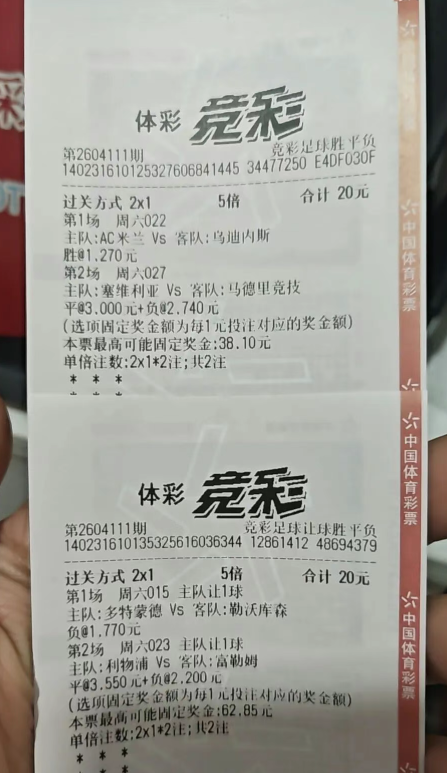 体彩 竞彩
竞彩足球胜平负
第2604111期
140231610125327606841445 34477250 E4DF030F
过关方式 2x1 5倍 合计 20元
第1场 周六022
主队:AC米兰 Vs 客队:乌迪内斯
胜@1.270元
第2场 周六027
主队:塞维利亚 Vs 客队:马德里竞技
平@3.000元+负@2.740元
(选项固定奖金额为每1元投注对应的奖金额)
本票最高可能固定奖金:38.10元
单倍注数:2x1*2注;共2注
* * *
* * *
体彩 竞彩
竞彩足球让球胜平负
第2604111期
140231610135325616036344 12861412 48694379
过关方式 2x1 5倍 合计 20元
第1场 周六015 主队让1球
主队:多特蒙德 Vs 客队:勒沃库森
负@1.770元
第2场 周六023 主队让1球
主队:利物浦 Vs 客队:富勒姆
平@3.550元+负@2.200元
(选项固定奖金额为每1元投注对应的奖金额)
本票最高可能固定奖金:62.85元
单倍注数:2x1*2注;共2注
* * *
* * *
中国体育彩票
中国体育彩票
中国体育彩票
彩